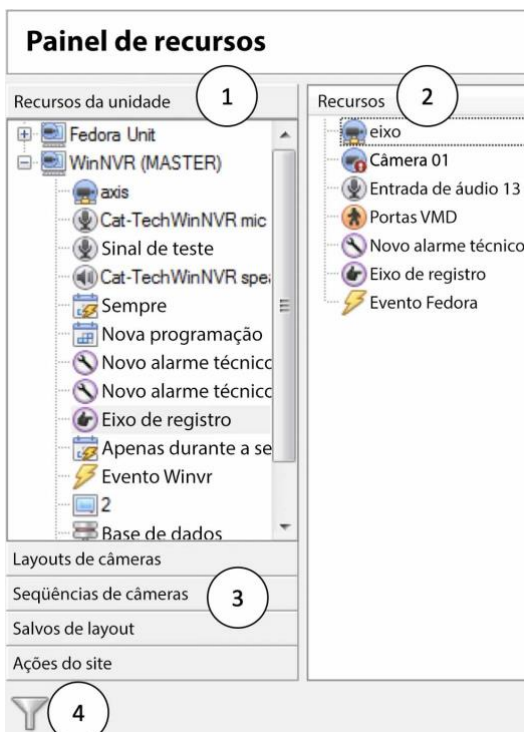 Painel de recursos
Recursos da unidade
1
Fedora Unit
WinNVR (MASTER)
axis
Cat-TechWinNVR mic
Sinal de teste
Cat-TechWinNVR spe
Sempre
Nova programação
Novo alarme técnico
Novo alarme técnico
Eixo de registro
Apenas durante a se
Evento Winvr
2
Base de dados
Layouts de câmeras
Seqüências de câmeras
3
Salvos de layout
Ações do site
4
Recursos
2
eixo
Câmera 01
Entrada de áudio 13
Portas VMD
Novo alarme técnico
Eixo de registro
Evento Fedora